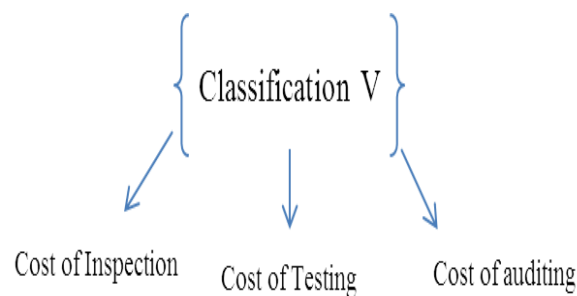 Classification V
Cost of Inspection
Cost of Testing
Cost of auditing